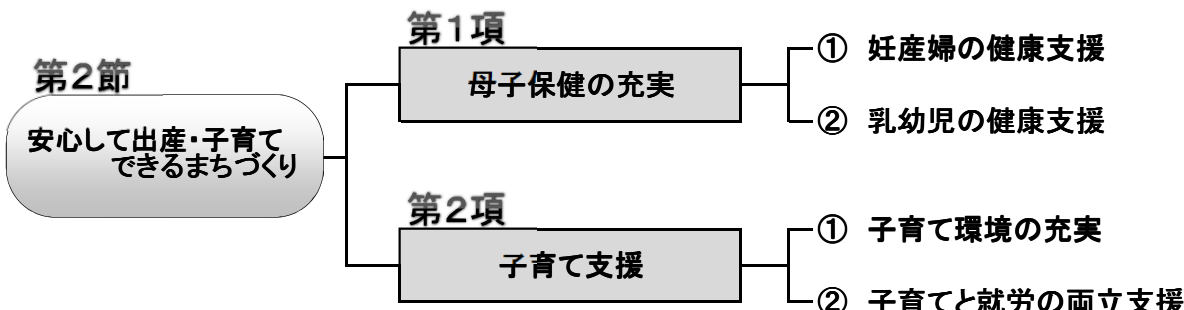 第2節
安心して出産・子育て
できるまちづくり
第1項
母子保健の充実
① 妊産婦の健康支援
② 乳幼児の健康支援
第2項
子育て支援
① 子育て環境の充実
② 子育てと就労の両立支援